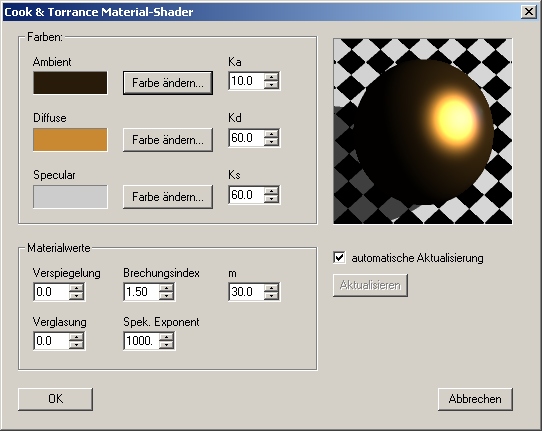 Cook & Torrance Material-Shader
Farben:
Ambient
Farbe ändern...
Ka
10.0
Diffuse
Farbe ändern...
Kd
60.0
Specular
Farbe ändern...
Ks
60.0
Materialwerte
Verspiegelung
Brechungsindex
m
0.0
1.50
30.0
Verglasung
Spek. Exponent
0.0
1000.
automatische Aktualisierung
Aktualisieren
OK
Abbrechen